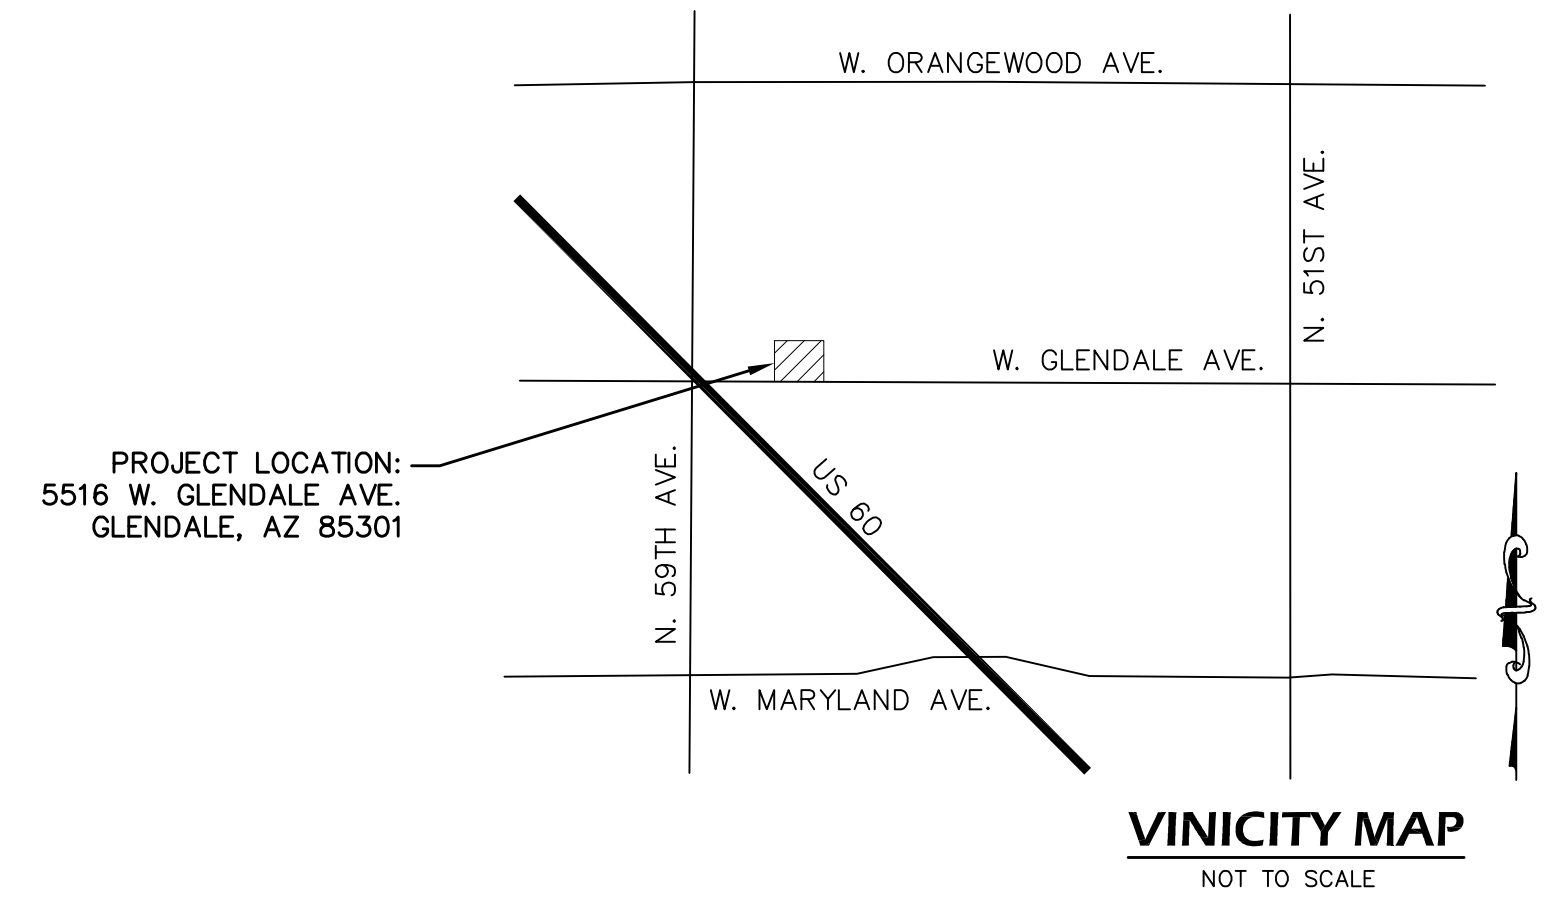 W. ORANGEWOOD AVE.
N. 51ST AVE.
W. GLENDALE AVE.
PROJECT LOCATION:
5516 W. GLENDALE AVE.
GLENDALE, AZ 85301
N. 59TH AVE.
US 60
W. MARYLAND AVE.
VINICITY MAP
NOT TO SCALE